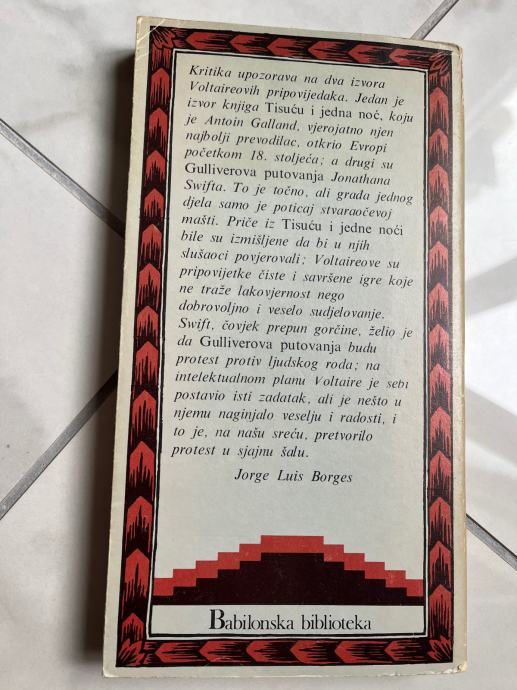 Kritika upozorava na dva izvora
Voltaireovih pripovijedaka. Jedan je
izvor knjiga Tisuću i jedna noć, koju
je Antoin Galland, vjerojatno njen
najbolji prevodilac, otkrio Evropi
početkom 18. stoljeća; a drugi su
Gulliverova putovanja Jonathana
Swifta. To je točno, ali građa jednog
djela samo je poticaj stvaraočevoj
mašti. Priče iz Tisuću i jedne noći
bile su izmišljene da bi u njih
slušaoci povjerovali; Voltaireove su
pripovijetke čiste i savršene igre koje
ne traže lakovjernost nego
dobrovoljno i veselo sudjelovanje.
Swift, čovjek prepun gorčine, želio je
da Gulliverova putovanja budu
protest protiv ljudskog roda; na
intelektualnom planu Voltaire je sebi
postavio isti zadatak, ali je nešto u
njemu naginjalo veselju i radosti, i
to je, na našu sreću, pretvorilo
protest u sjajnu šalu.
Jorge Luis Borges
Babilonska biblioteka